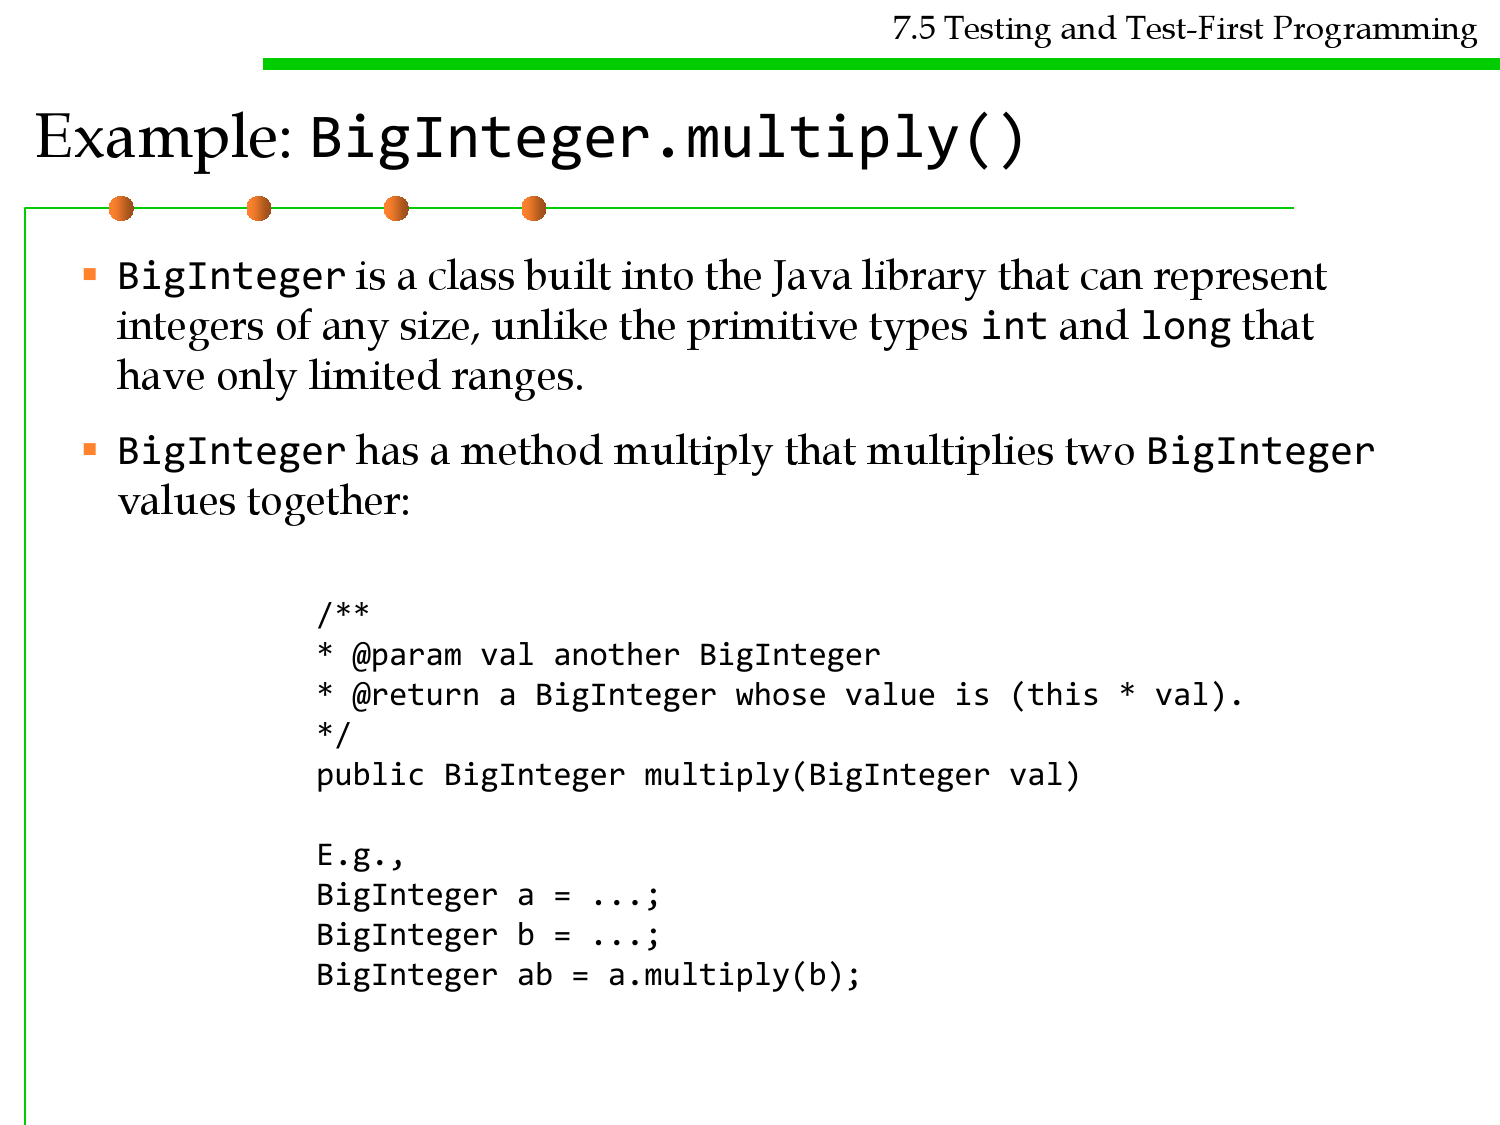 7.5 Testing and Test-First Programming
Example: BigInteger.multiply()
BigInteger is a class built into the Java library that can represent
integers of any size, unlike the primitive types int and long that
have only limited ranges.
BigInteger has a method multiply that multiplies two BigInteger
values together:
/**
* @param val another BigInteger
* @return a BigInteger whose value is (this * val).
*/
public BigInteger multiply(BigInteger val)
E.g.,
BigInteger a = ...;
BigInteger b = ...;
BigInteger ab = a.multiply(b);